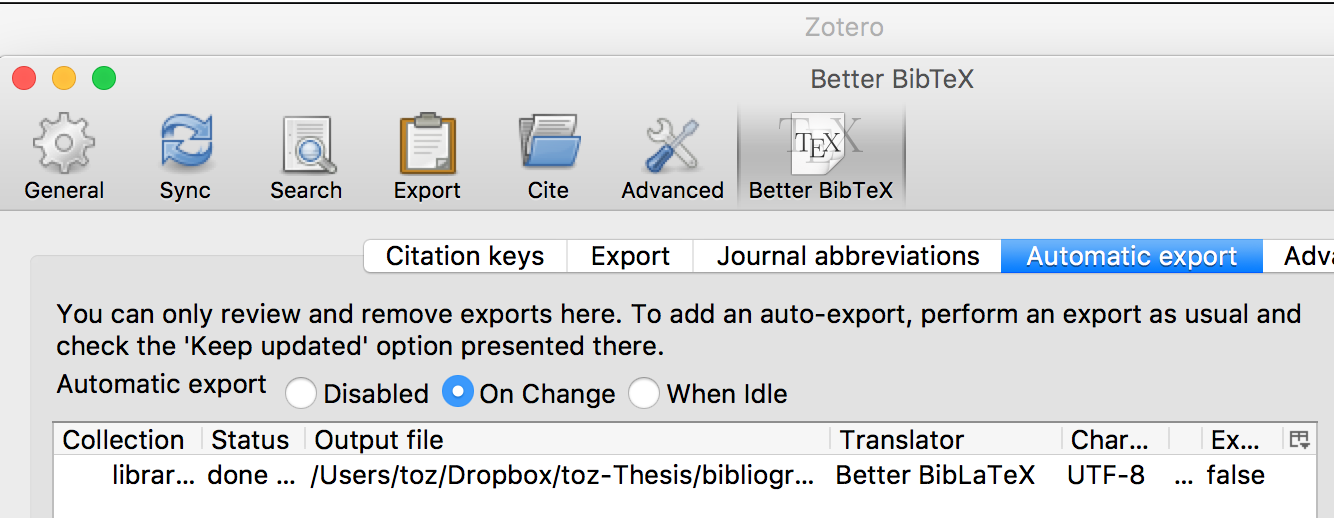 Zotero
Better BibTeX
General Sync Search Export Cite Advanced Better BibTeX
TEX
Citation keys Export Journal abbreviations Automatic export Adva
You can only review and remove exports here. To add an auto-export, perform an export as usual and
check the 'Keep updated' option presented there.
Automatic export Disabled On Change When Idle
Collection Status Output file Translator Char... Ex...
librar... done ... /Users/toz/Dropbox/toz-Thesis/bibliogr... Better BibLaTeX UTF-8 ... false